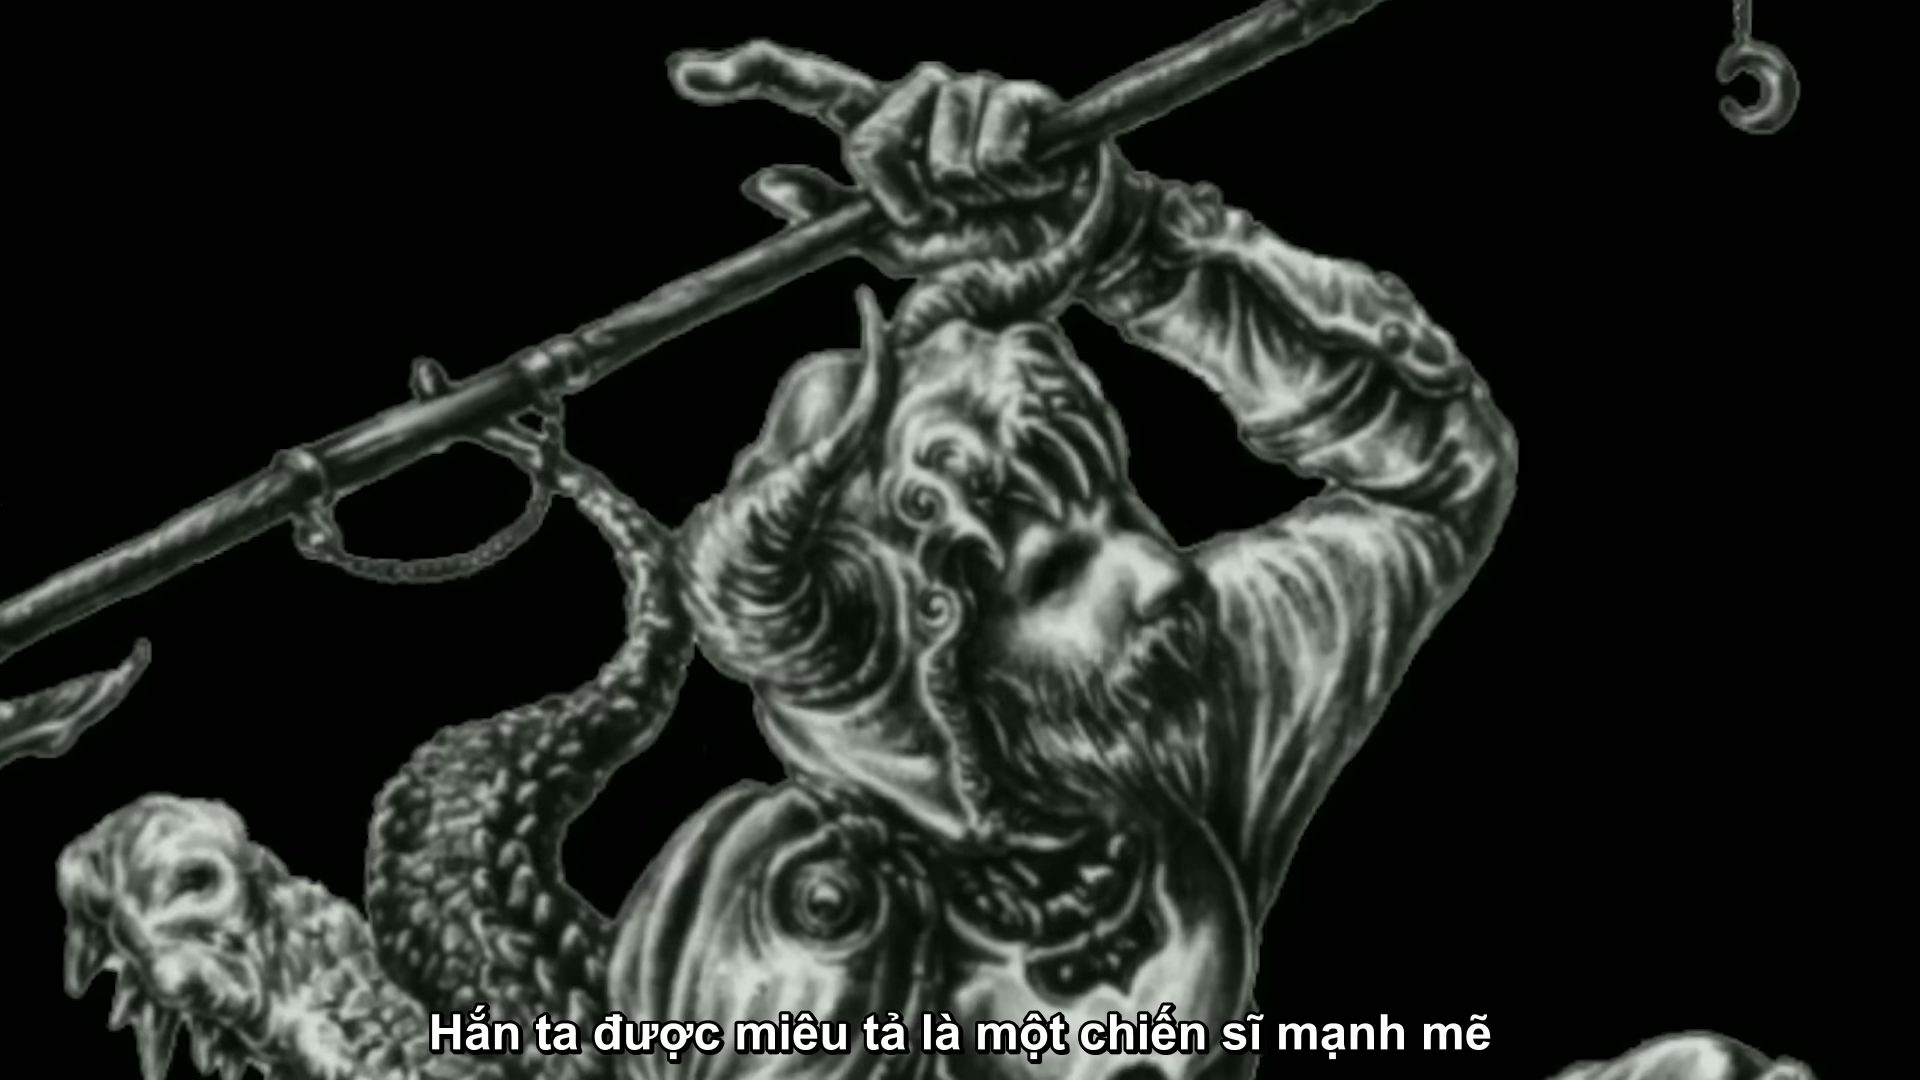 Hắn ta được miêu tả là một chiến sĩ mạnh mẽ